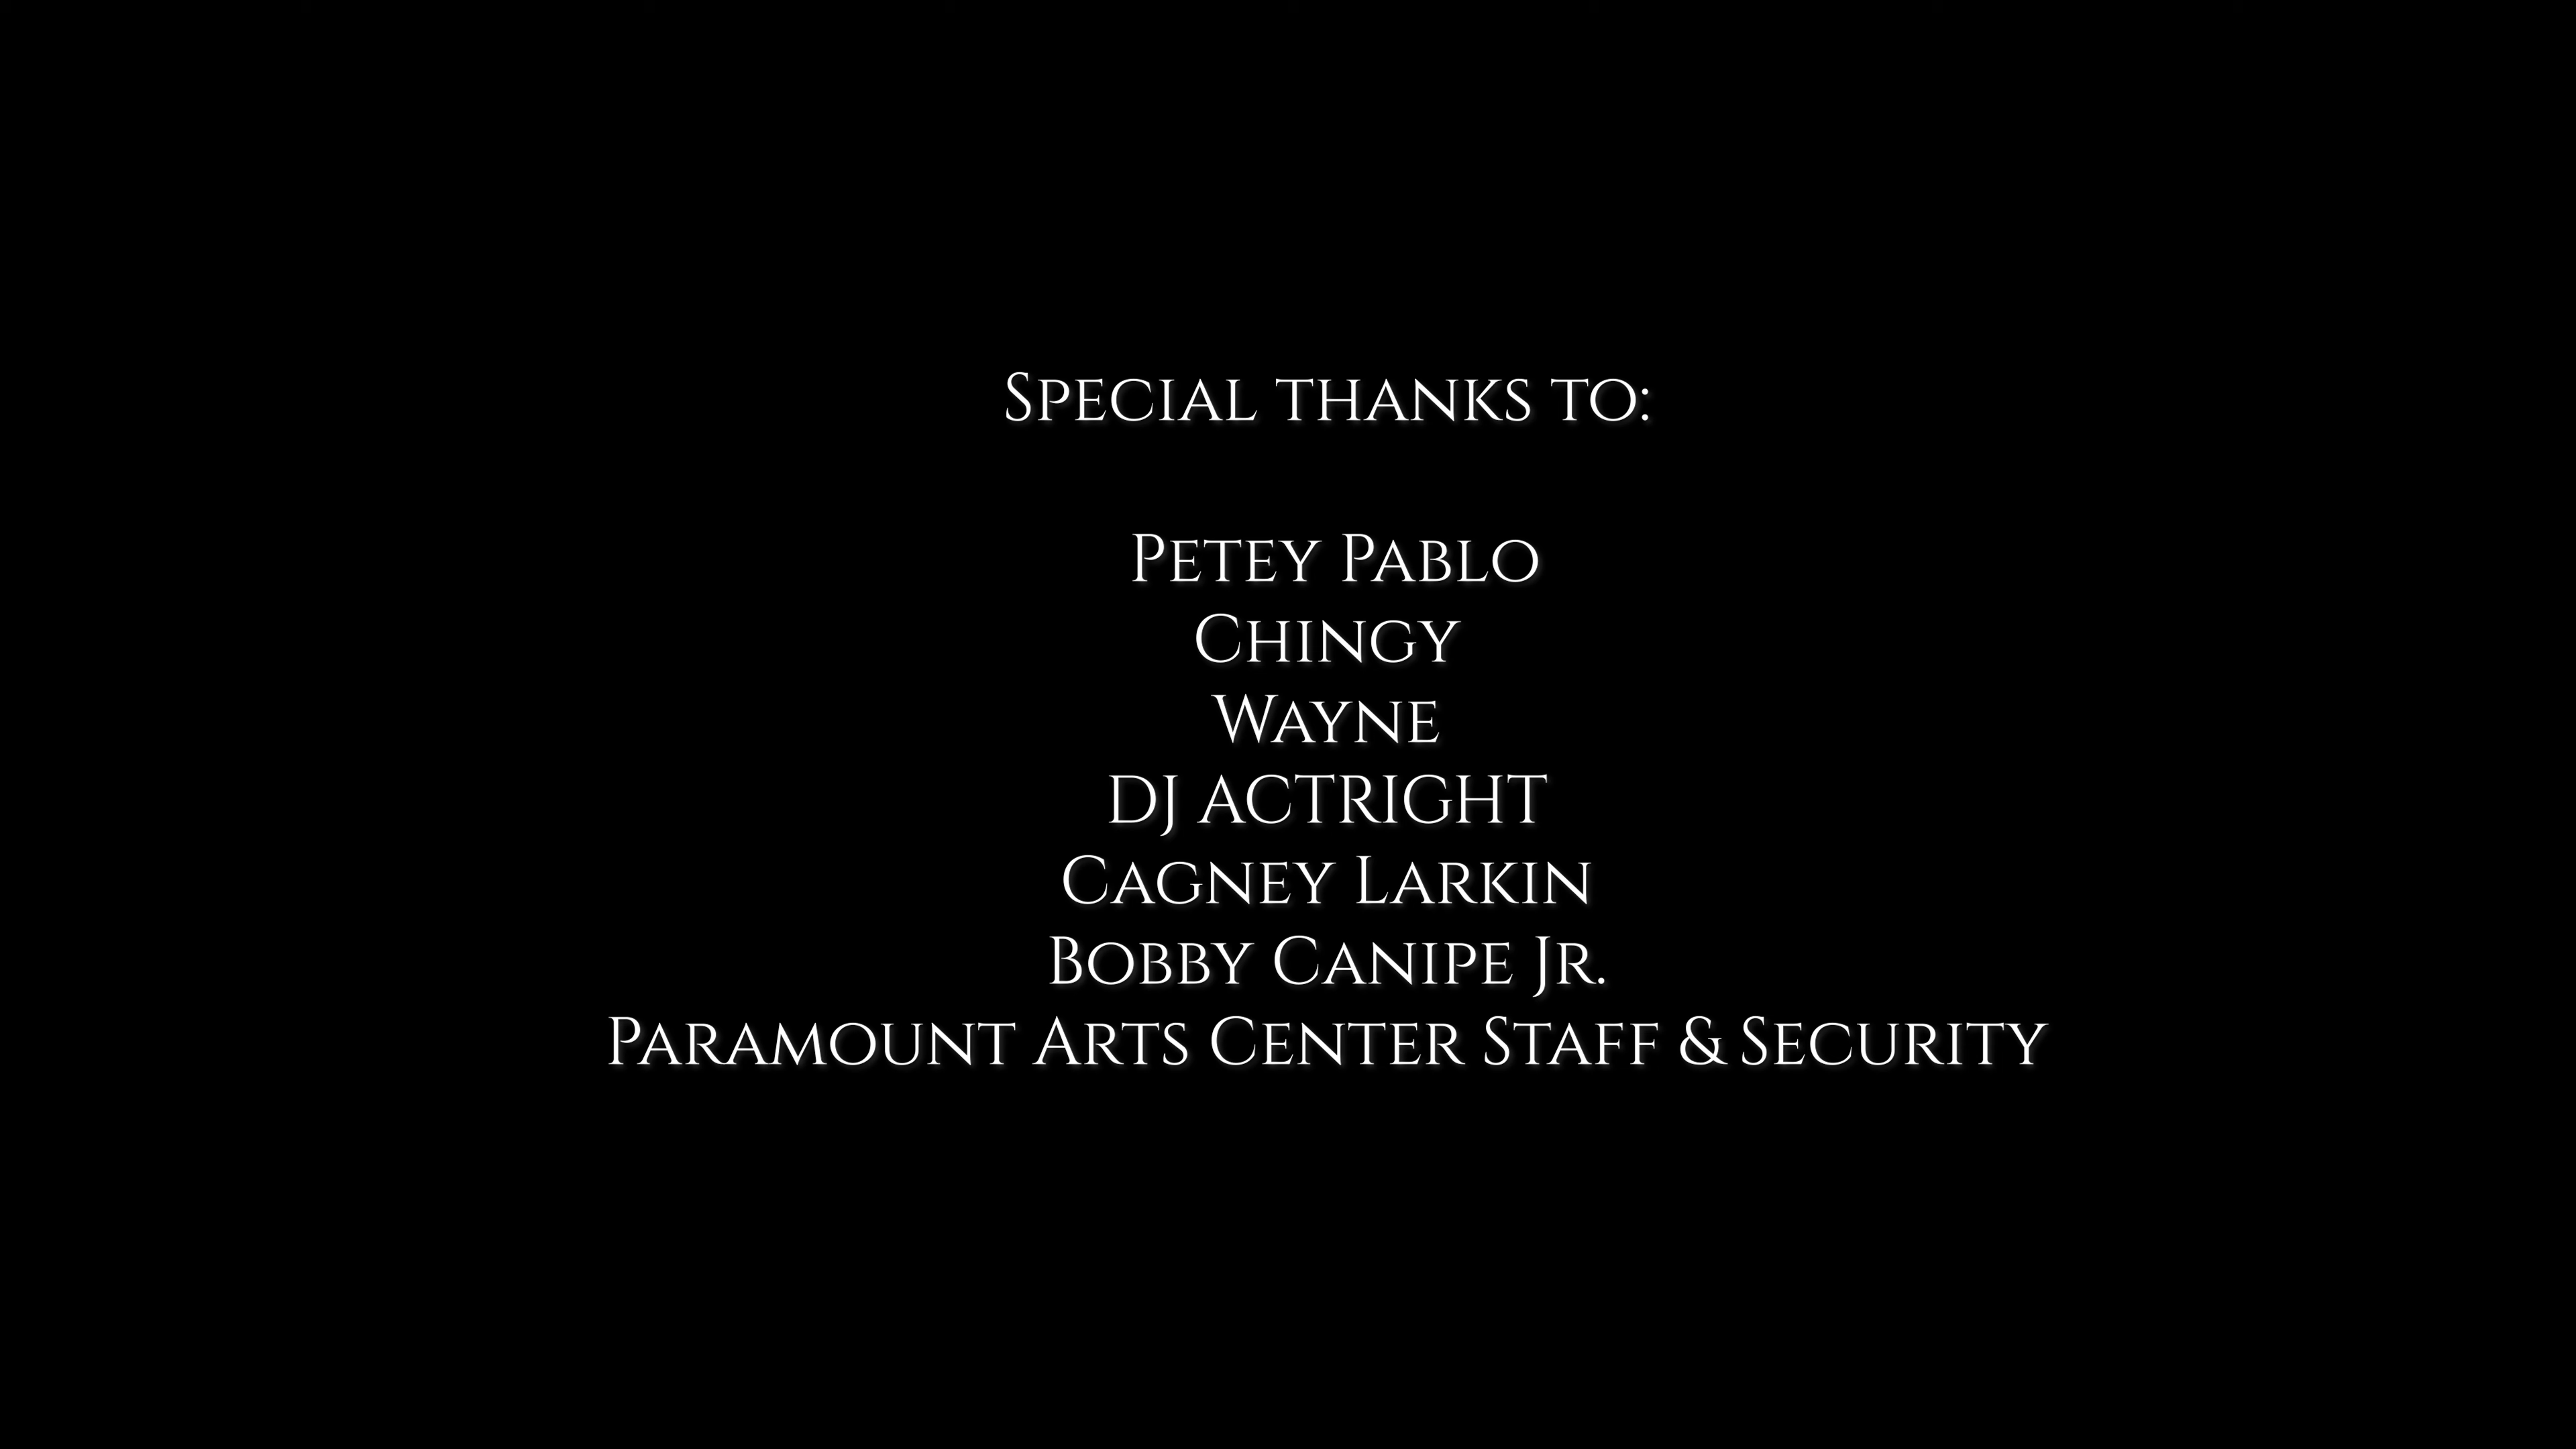 Special thanks to:
Petey Pablo
Chingy
Wayne
DJ ACTRIGHT
Cagney Larkin
Bobby Canipe Jr.
Paramount Arts Center Staff & Security